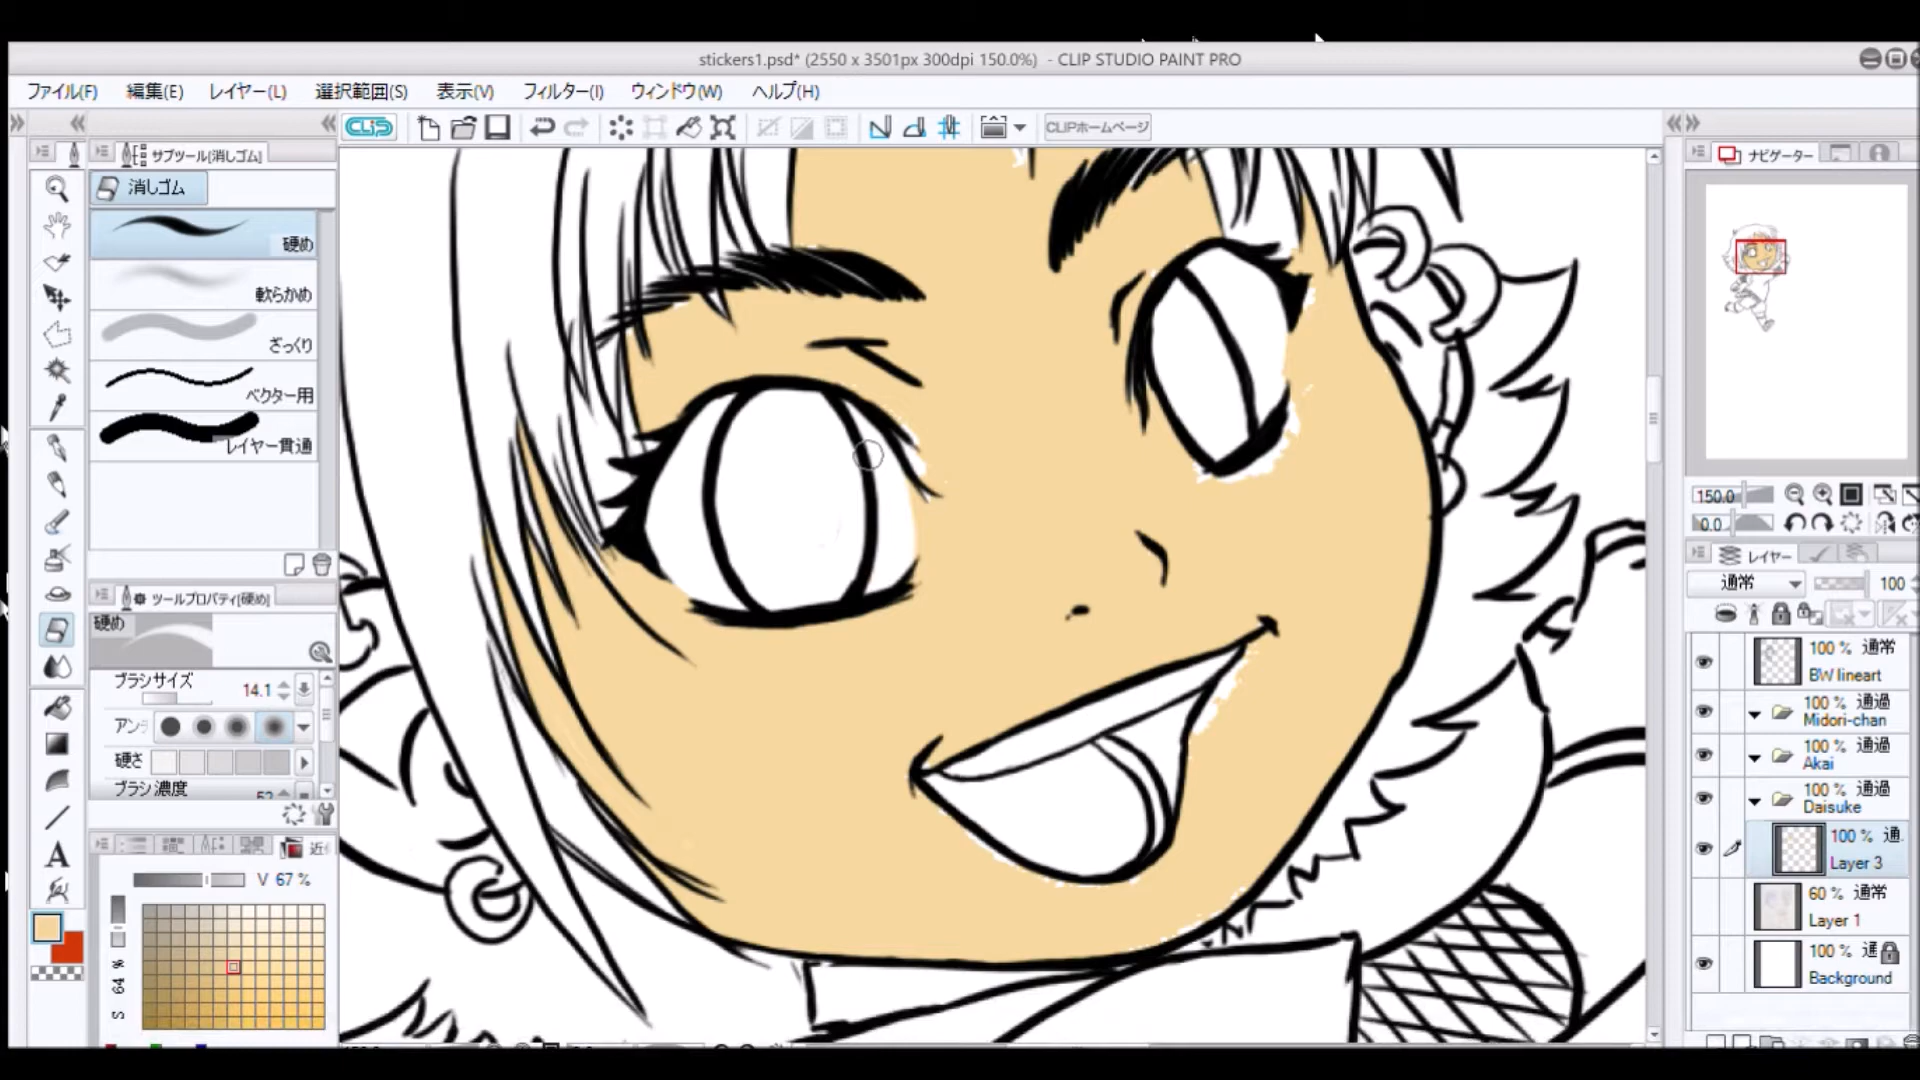 stickers1.psd* (2550 x 3501px 300dpi 150.0%) - CLIP STUDIO PAINT PRO
ファイル(F) 編集(E) レイヤー(L) 選択範囲(S) 表示(V) フィルター(I) ウィンドウ(W) ヘルプ(H)
CLIP CLIPホームページ
サブツール[消しゴム]
消しゴム
硬め
軟らかめ
ざっくり
ベクター用
レイヤー貫通
ツールプロパティ[硬め]
硬め
ブラシサイズ 14.1
アン
硬さ
ブラシ濃度
近
V 67 %
S 64 %
A
ナビゲーター
150.0
0.0
レイヤー
通常 100
100 % 通常
BW lineart
100 % 通過
Midori-chan
100 % 通過
Akai
100 % 通過
Daisuke
100 % 通
Layer 3
60 % 通常
Layer 1
100 % 通
Background